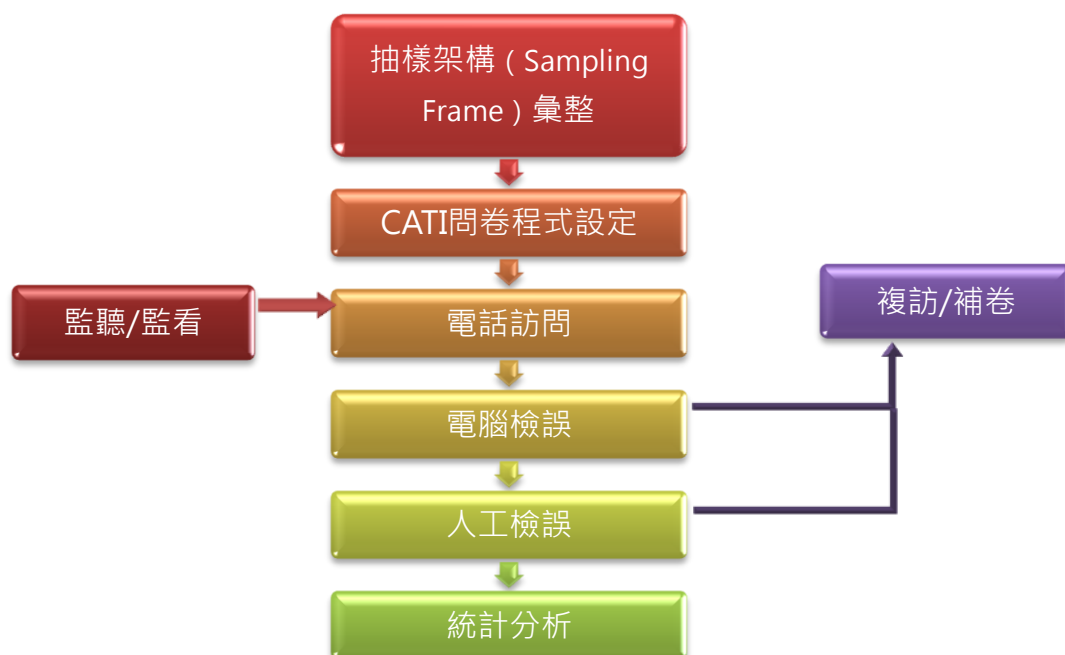 抽樣架構（Sampling
Frame）彙整
CATI問卷程式設定
監聽/監看
電話訪問
複訪/補卷
電腦檢誤
人工檢誤
統計分析